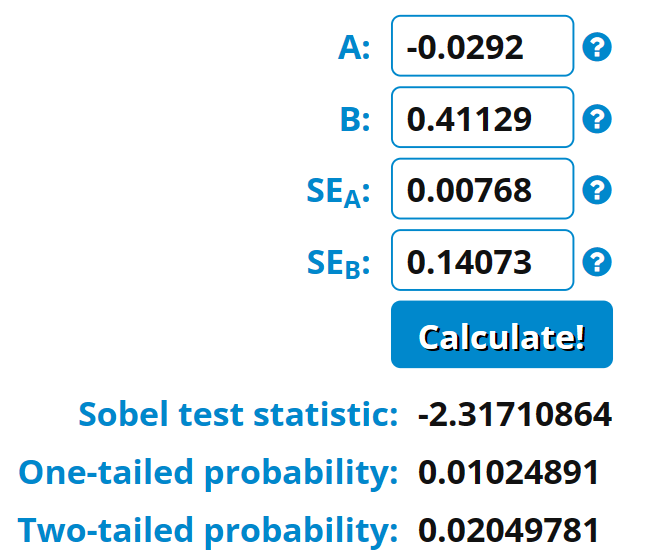 A: -0.0292 ?
B: 0.41129 ?
SEA: 0.00768 ?
SEB: 0.14073 ?
Calculate!
Sobel test statistic: -2.31710864
One-tailed probability: 0.01024891
Two-tailed probability: 0.02049781